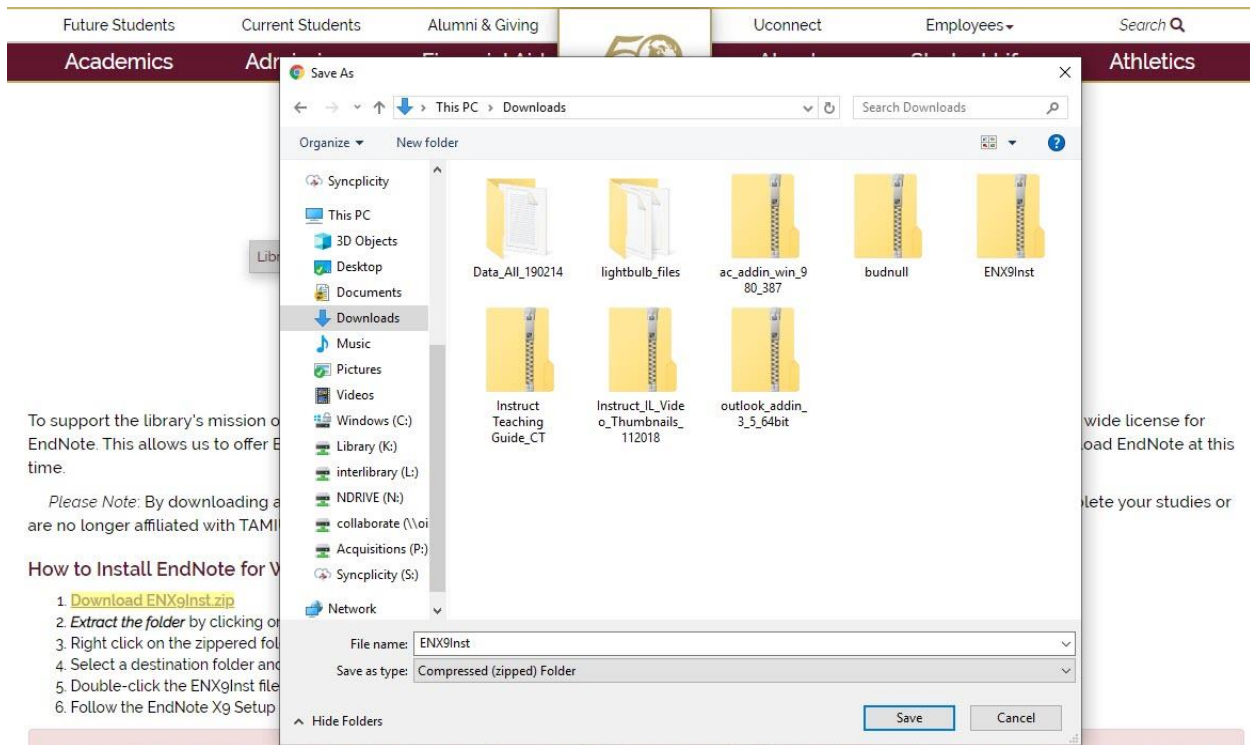 Future Students Current Students Alumni & Giving Uconnect Employees Search
Academics Athletics
Save As
This PC > Downloads Search Downloads
Organize New folder
Syncplicity
This PC
3D Objects
Desktop
Documents
Downloads
Music
Pictures
Videos
Windows (C:)
Library (K:)
interlibrary (L:)
NDRIVE (N:)
collaborate (\\oi
Acquisitions (P:)
Syncplicity (S:)
Network
Data_All_190214 lightbulb_files ac_addin_win_9 budnull ENX9Inst
80_387
Instruct Instruct_IL_Vide outlook_addin_
Teaching o_Thumbnails_ 3_5_64bit
Guide_CT 112018
File name: ENX9Inst
Save as type: Compressed (zipped) Folder
Hide Folders Save Cancel
To support the library's mission o wide license for
EndNote. This allows us to offer E oad EndNote at this
time.
Please Note: By downloading a plete your studies or
are no longer affiliated with TAMI
How to Install EndNote for
1. Download ENX9Inst.zip
2. Extract the folder by clicking or
3. Right click on the zippered fol
4. Select a destination folder and
5. Double-click the ENX9Inst file
6. Follow the EndNote X9 Setup